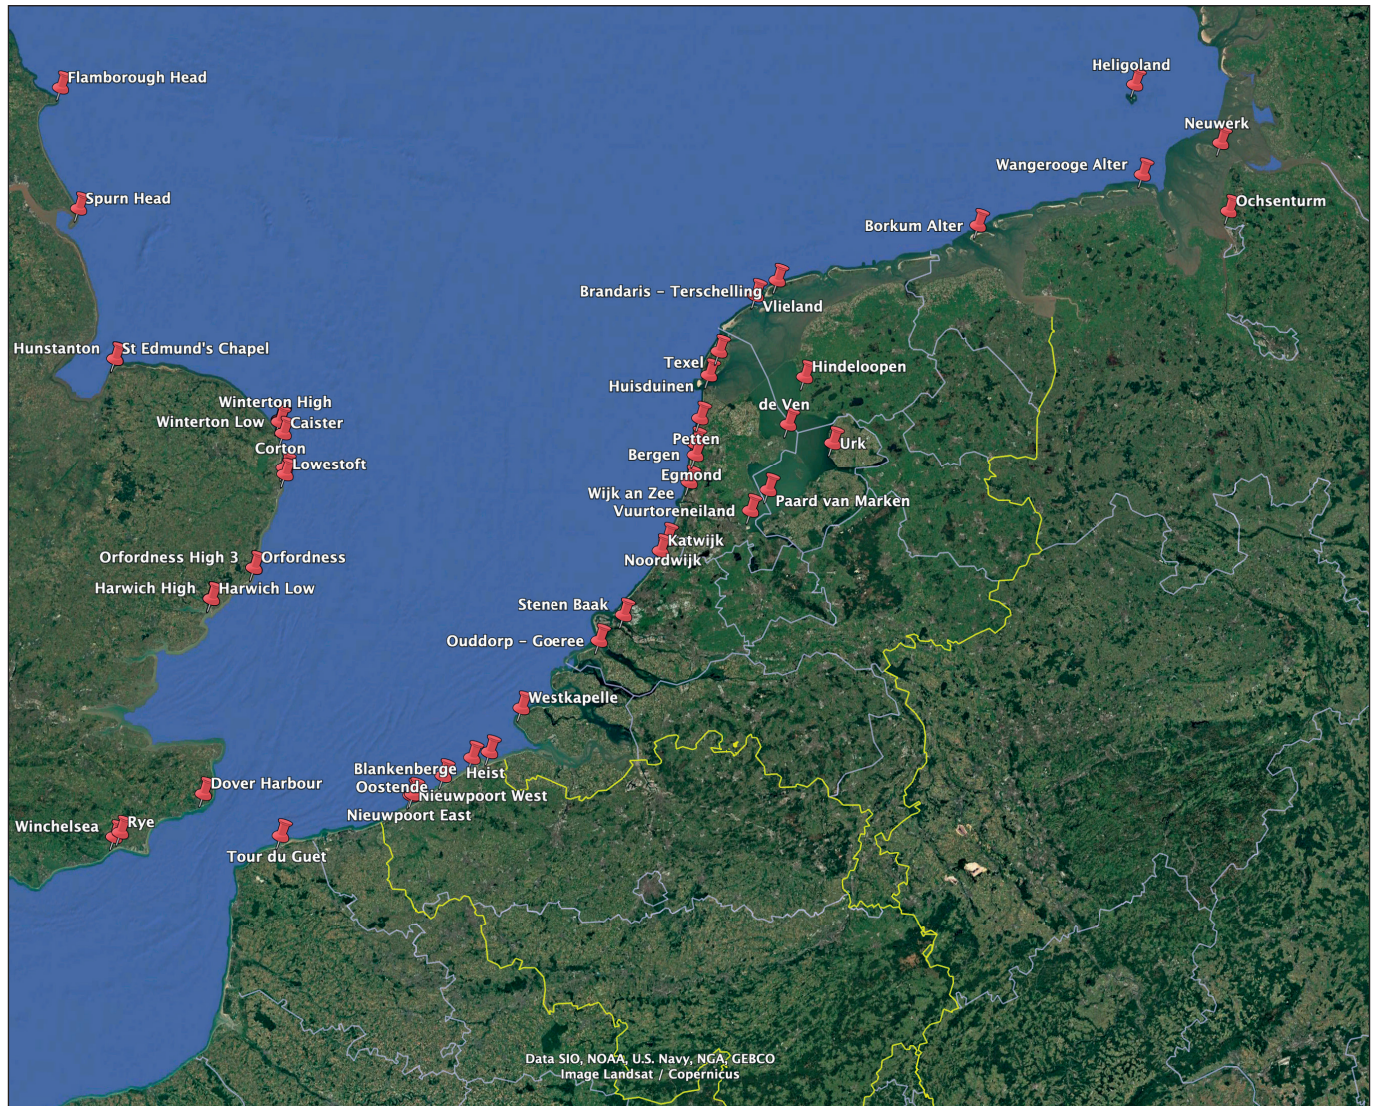 Flamborough Head
Heligoland
Neuwerk
Wangerooge Alter
Spurn Head
Ochsenturm
Borkum Alter
Brandaris – Terschelling
Vlieland
Hunstanton
St Edmund's Chapel
Texel
Hindeloopen
Huisduinen
Winterton High
de Ven
Winterton Low
Caister
Petten
Urk
Corton
Bergen
Lowestoft
Egmond
Wijk an Zee
Paard van Marken
Vuurtoreneiland
Katwijk
Orfordness High 3
Orfordness
Noordwijk
Harwich High
Harwich Low
Stenen Baak
Ouddorp – Goeree
Westkapelle
Blankenberge
Heist
Dover Harbour
Oostende
Nieuwpoort West
Nieuwpoort East
Winchelsea
Rye
Tour du Guet
Data SIO, NOAA, U.S. Navy, NGA, GEBCO
Image Landsat / Copernicus